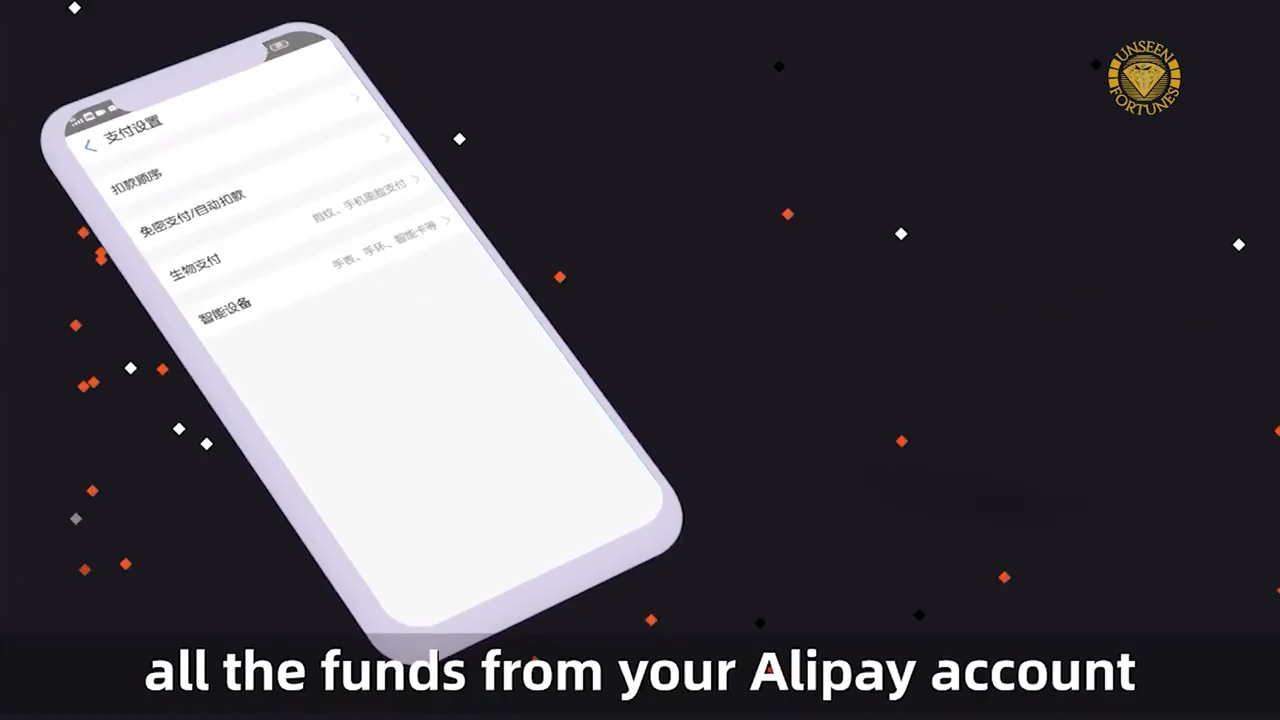 UNSEEN
FORTUNES
支付设置
扣款顺序
免密支付/自动扣款
生物支付
指纹、手机刷脸支付
智能设备
手表、手环、智能卡等
all the funds from your Alipay account